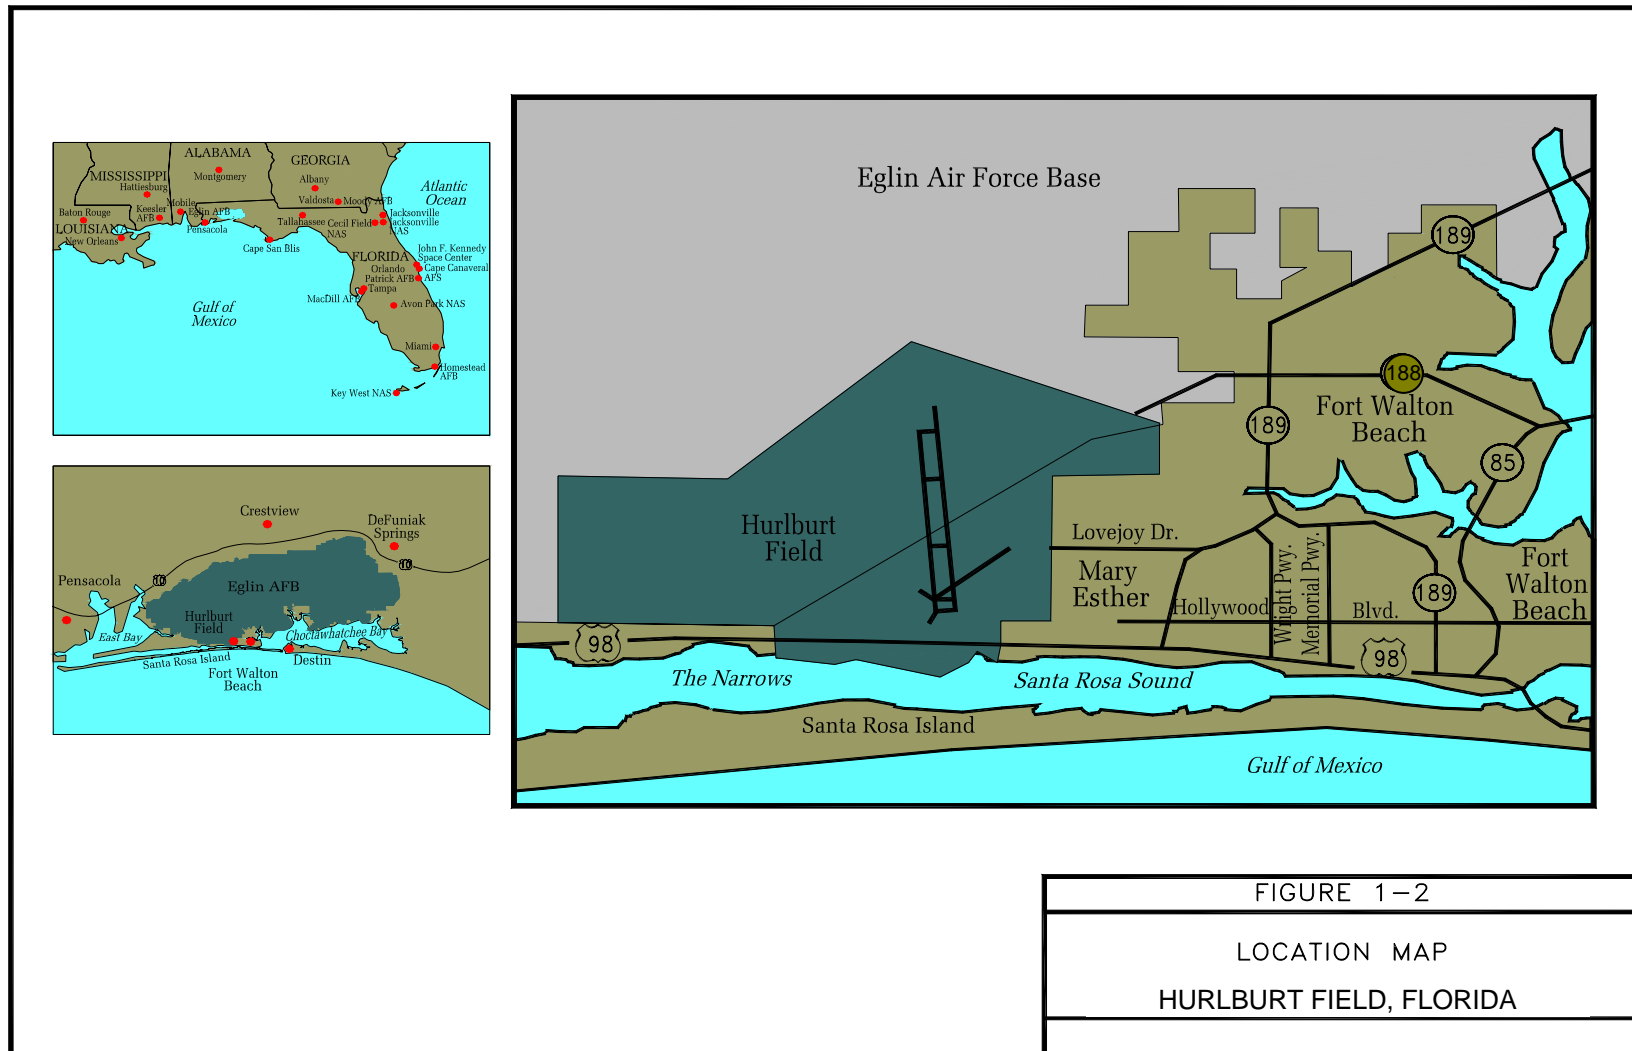 ALABAMA
GEORGIA
MISSISSIPPI
Montgomery
Albany
Atlantic
Ocean
Hattiesburg
Valdosta
Moody AFB
Mobile
Keesler
AFB
Eglin AFB
Baton Rouge
Pensacola
Tallahassee
Cecil Field
NAS
Jacksonville
Jacksonville
NAS
LOUISIANA
New Orleans
Cape San Blis
John F. Kennedy
Space Center
FLORIDA
Orlando
Cape Canaveral
AFS
Patrick AFB
Tampa
MacDill AFB
Avon Park NAS
Gulf of
Mexico
Miami
Homestead
AFB
Key West NAS
Crestview
DeFuniak
Springs
10
10
Pensacola
Eglin AFB
Hurlburt
Field
East Bay
Choctawhatchee Bay
Santa Rosa Island
Destin
Fort Walton
Beach
Eglin Air Force Base
189
188
Fort Walton
Beach
189
85
Hurlburt
Field
Lovejoy Dr.
Mary
Esther
Wright Pwy.
Memorial Pwy.
Fort
Walton
Beach
189
Hollywood
Blvd.
98
98
The Narrows
Santa Rosa Sound
Santa Rosa Island
Gulf of Mexico
FIGURE 1-2
LOCATION MAP
HURLBURT FIELD, FLORIDA